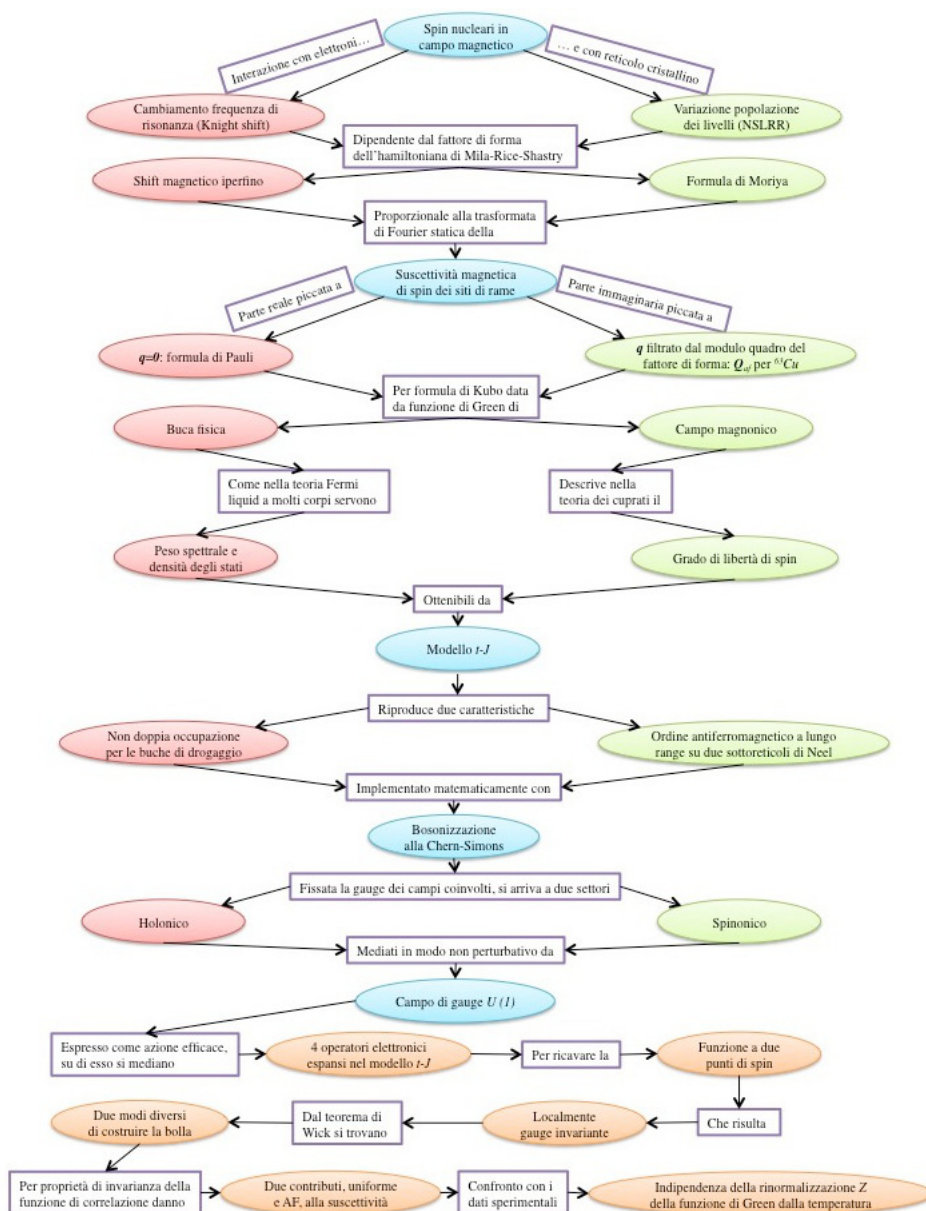 Spin nucleari in
campo magnetico
Interazione con elettroni…
… e con reticolo cristallino
Cambiamento frequenza di
risonanza (Knight shift)
Variazione popolazione
dei livelli (NSLRR)
Dipendente dal fattore di forma
dell'hamiltoniana di Mila-Rice-Shastry
Shift magnetico iperfino
Formula di Moriya
Proporzionale alla trasformata
di Fourier statica della
Suscettività magnetica
di spin dei siti di rame
Parte reale piccata a
Parte immaginaria piccata a
q=0: formula di Pauli
q filtrato dal modulo quadro del
fattore di forma: Q_af per ⁶³Cu
Per formula di Kubo data
da funzione di Green di
Buca fisica
Campo magnonico
Come nella teoria Fermi
liquid a molti corpi servono
Descrive nella
teoria dei cuprati il
Peso spettrale e
densità degli stati
Grado di libertà di spin
Ottenibili da
Modello t-J
Riproduce due caratteristiche
Non doppia occupazione
per le buche di drogaggio
Ordine antiferromagnetico a lungo
range su due sottoreticoli di Neel
Implementato matematicamente con
Bosonizzazione
alla Chern-Simons
Fissata la gauge dei campi coinvolti, si arriva a due settori
Holonico
Spinonico
Mediati in modo non perturbativo da
Campo di gauge U (1)
Espresso come azione efficace,
su di esso si mediano
4 operatori elettronici
espansi nel modello t-J
Per ricavare la
Funzione a due
punti di spin
Che risulta
Localmente
gauge invariante
Dal teorema di
Wick si trovano
Due modi diversi
di costruire la bolla
Per proprietà di invarianza della
funzione di correlazione danno
Due contributi, uniforme
e AF, alla suscettività
Confronto con i
dati sperimentali
Indipendenza della rinormalizzazione Z
della funzione di Green dalla temperatura